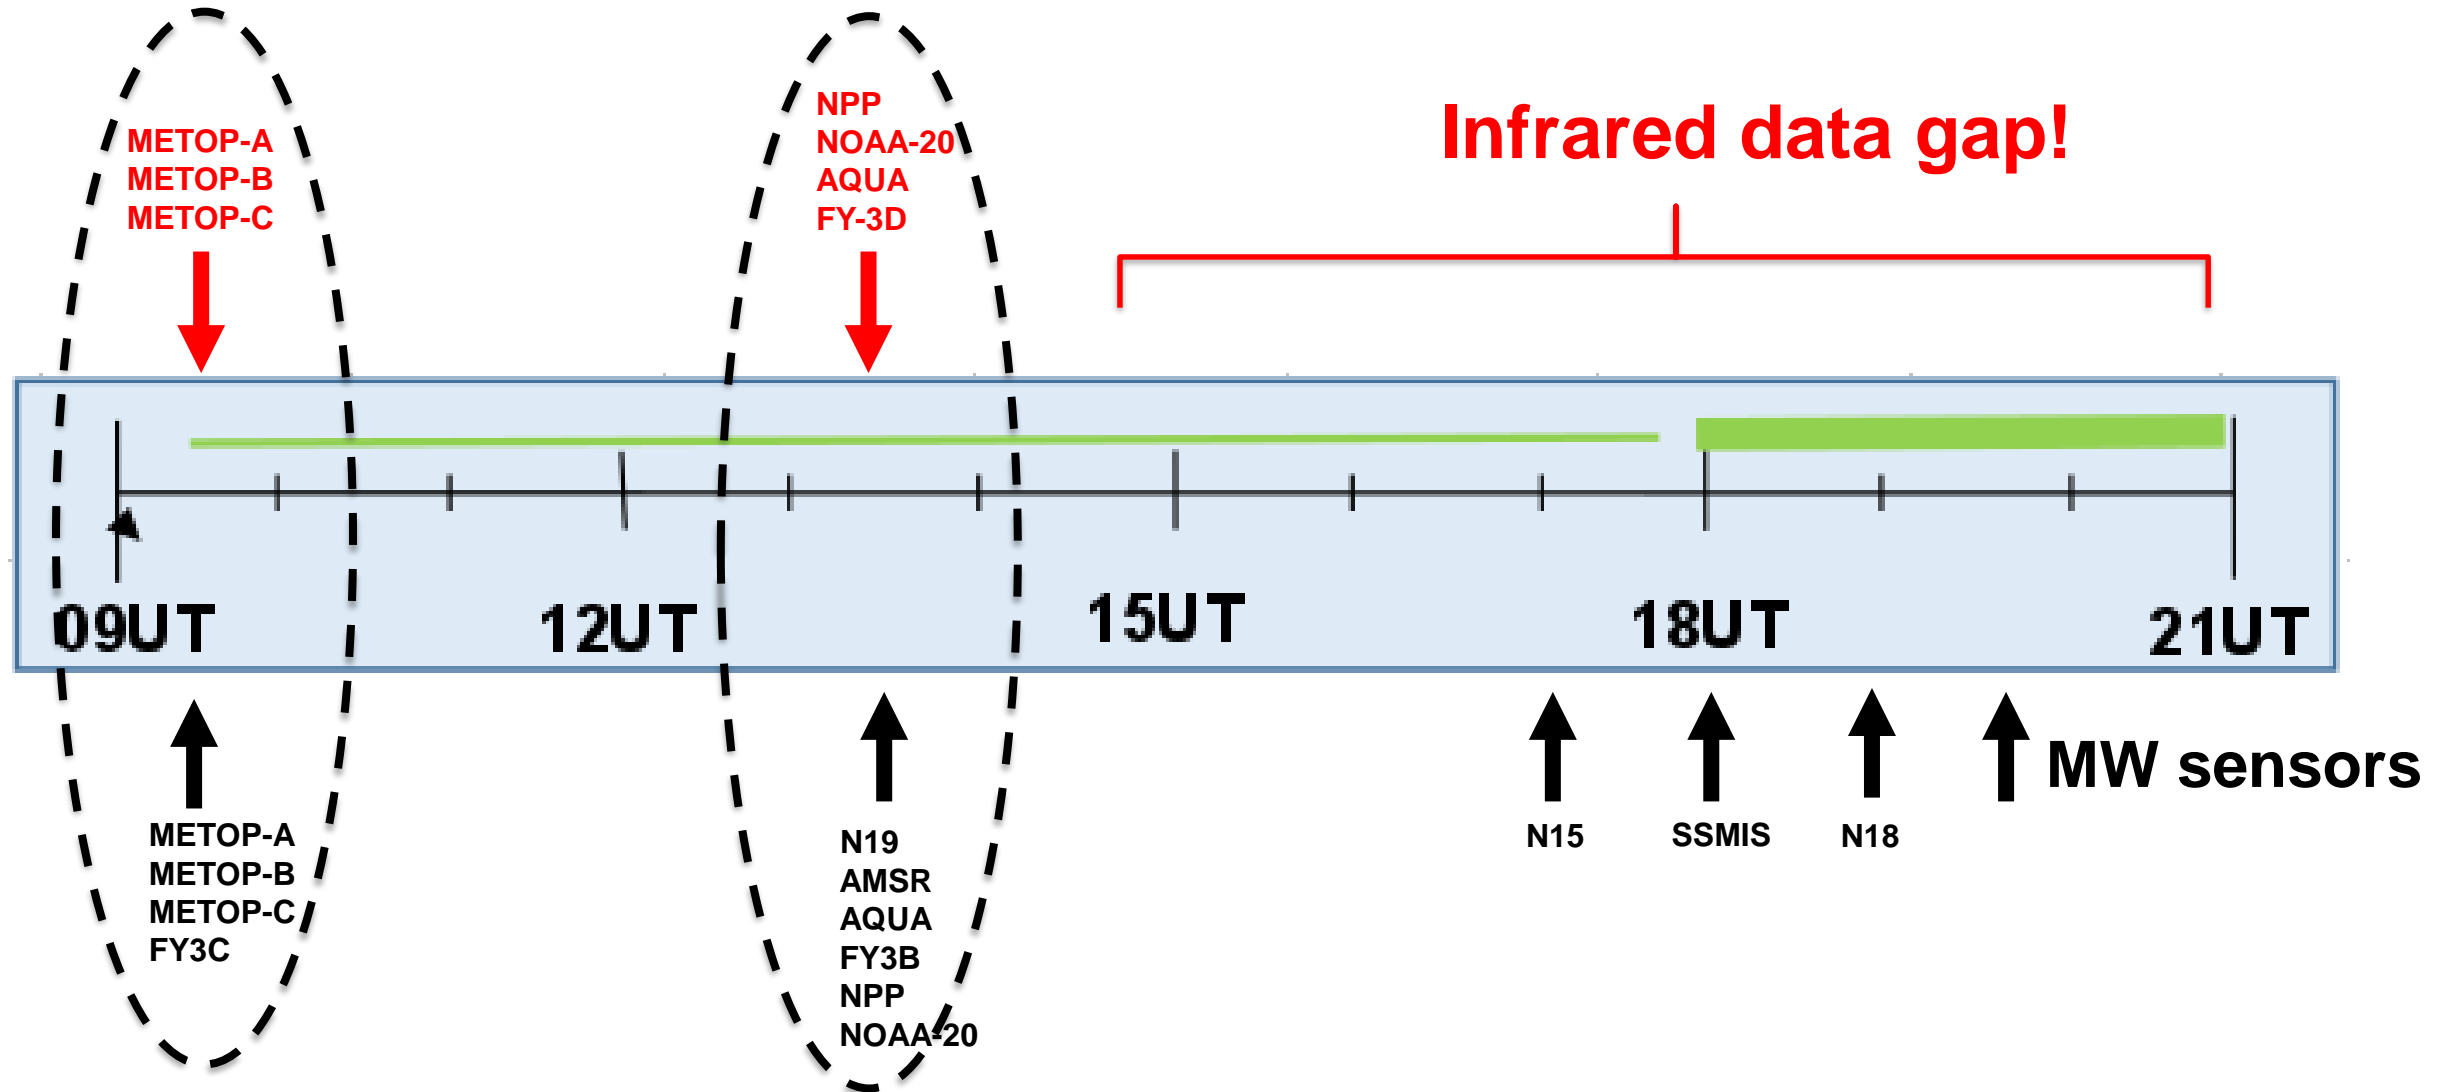 METOP-A
METOP-B
METOP-C
NPP
NOAA-20
AQUA
FY-3D
Infrared data gap!
09UT
12UT
15UT
18UT
21UT
METOP-A
METOP-B
METOP-C
FY3C
N19
AMSR
AQUA
FY3B
NPP
NOAA-20
N15
SSMIS
N18
MW sensors